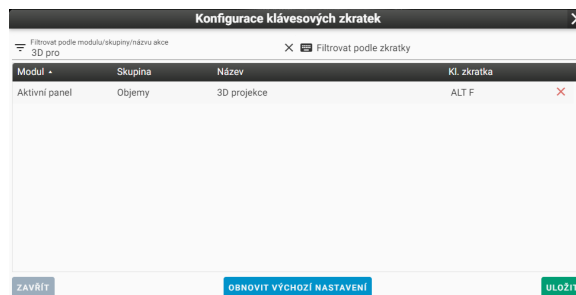 Konfigurace klávesových zkratek
Filtrovat podle modulu/skupiny/názvu akce
3D pro
Filtrovat podle zkratky
Modul Skupina Název Kl. zkratka
Aktivní panel Objemy 3D projekce ALT F
ZAVŘÍT OBNOVIT VÝCHOZÍ NASTAVENÍ ULOŽIT